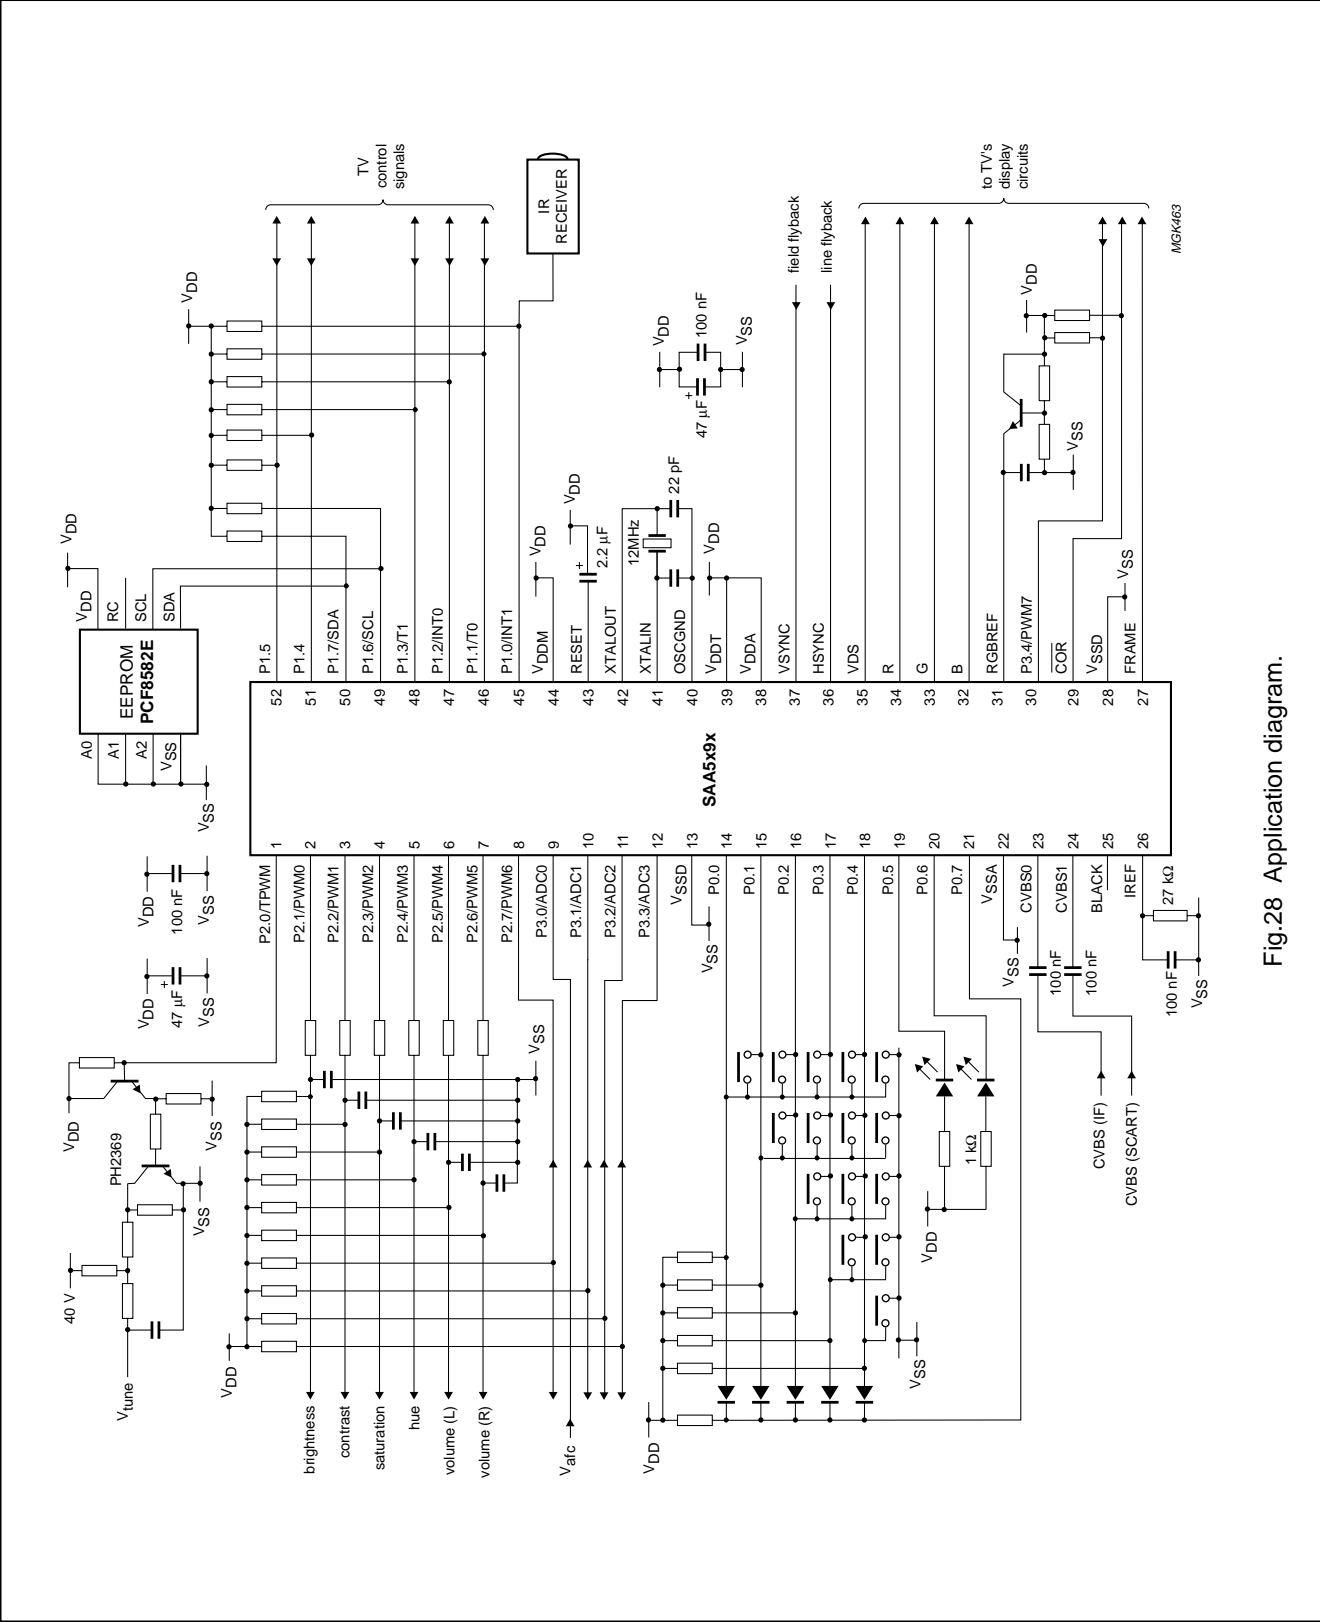 VDD
40 V
Vtune
PH2369
VSS
VSS
VDD
47 μF
+
VSS
VDD
100 nF
VSS
A0
A1
A2
VSS
VSS
EEPROM
PCF8582E
VDD
RC
SCL
SDA
VDD
VDD
TV
control
signals
IR
RECEIVER
P2.0/TPWM
P2.1/PWM0
P2.2/PWM1
P2.3/PWM2
P2.4/PWM3
P2.5/PWM4
P2.6/PWM5
P2.7/PWM6
P3.0/ADC0
P3.1/ADC1
P3.2/ADC2
P3.3/ADC3
VSSD
P0.0
P0.1
P0.2
P0.3
P0.4
P0.5
P0.6
P0.7
VSSA
CVBS0
CVBS1
BLACK
IREF
1
2
3
4
5
6
7
8
9
10
11
12
13
14
15
16
17
18
19
20
21
22
23
24
25
26
SAA5x9x
52
51
50
49
48
47
46
45
44
43
42
41
40
39
38
37
36
35
34
33
32
31
30
29
28
27
P1.5
P1.4
P1.7/SDA
P1.6/SCL
P1.3/T1
P1.2/INT0
P1.1/T0
P1.0/INT1
VDDM
RESET
XTALOUT
XTALIN
OSCGND
VDDT
VDDA
VSYNC
HSYNC
VDS
R
G
B
RGBREF
P3.4/PWM7
COR
VSSD
FRAME
VDD
VDD
+
2.2 μF
12MHz
22 pF
VDD
VDD
+
47 μF
100 nF
VSS
field flyback
line flyback
to TV's
display
circuits
VDD
VSS
VSS
VDD
brightness
contrast
saturation
hue
volume (L)
volume (R)
Vafc
VSS
VSS
VDD
VSS
VDD
1 kΩ
VSS
100 nF
100 nF
CVBS (IF)
CVBS (SCART)
27 kΩ
100 nF
VSS
MGK463
Fig.28 Application diagram.